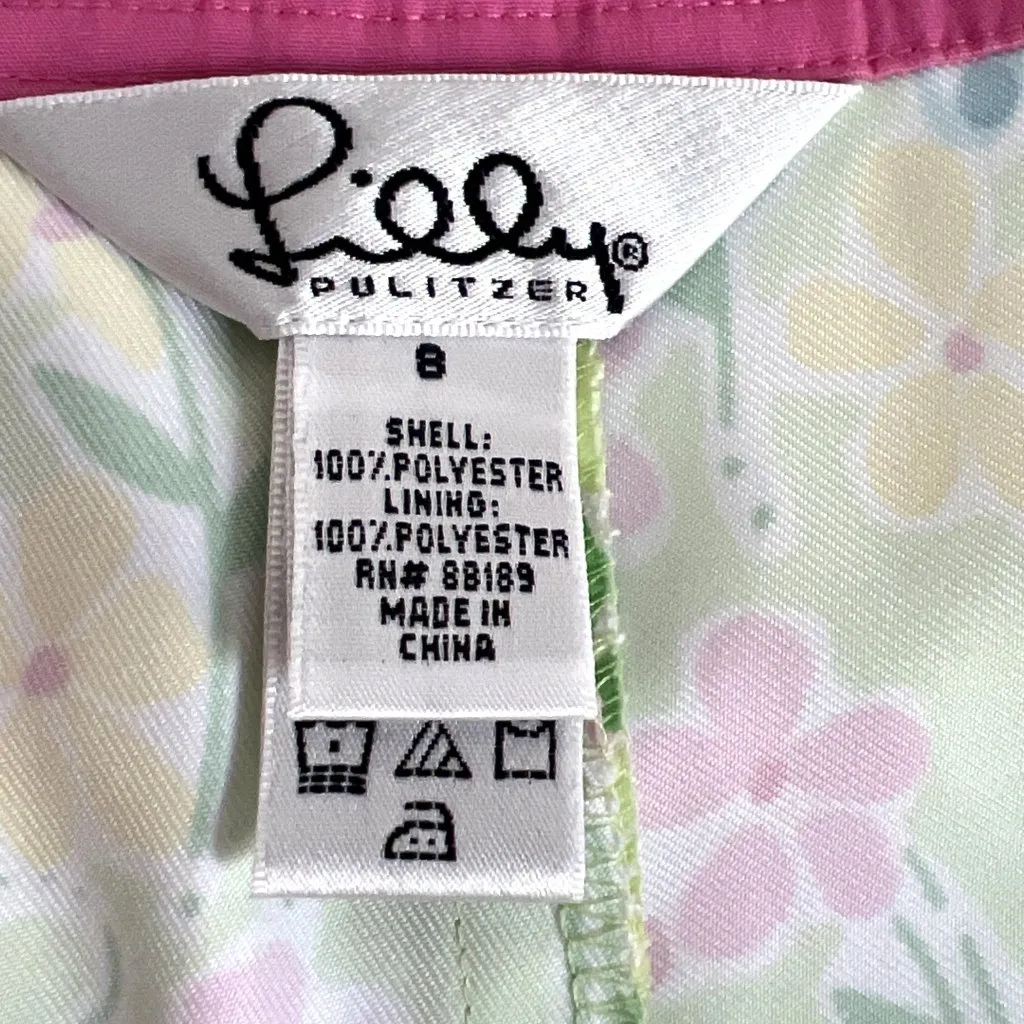 Lilly®
PULITZER
8
SHELL:
100%POLYESTER
LINING:
100%POLYESTER
RN# 88189
MADE IN
CHINA